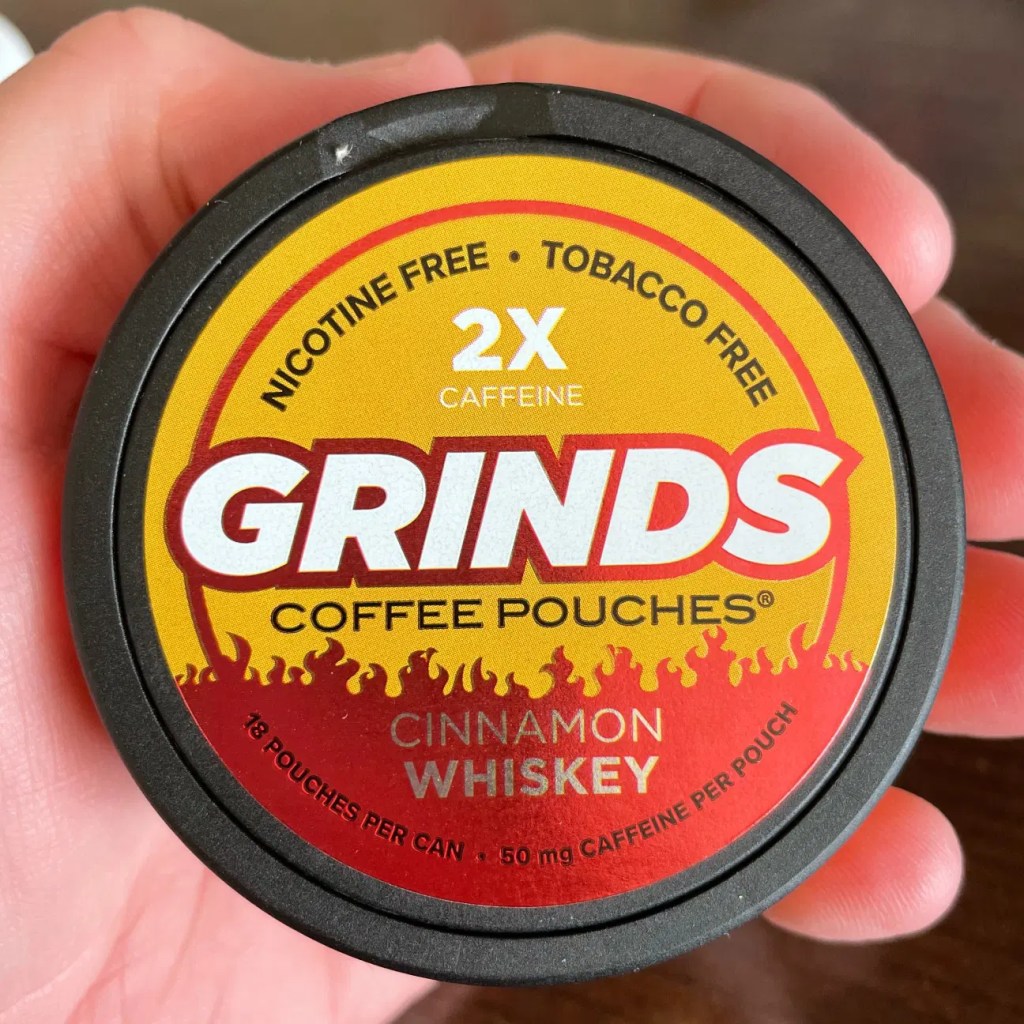 NICOTINE FREE • TOBACCO FREE
2X
CAFFEINE
GRINDS
COFFEE POUCHES®
CINNAMON
WHISKEY
18 POUCHES PER CAN • 50 mg CAFFEINE PER POUCH